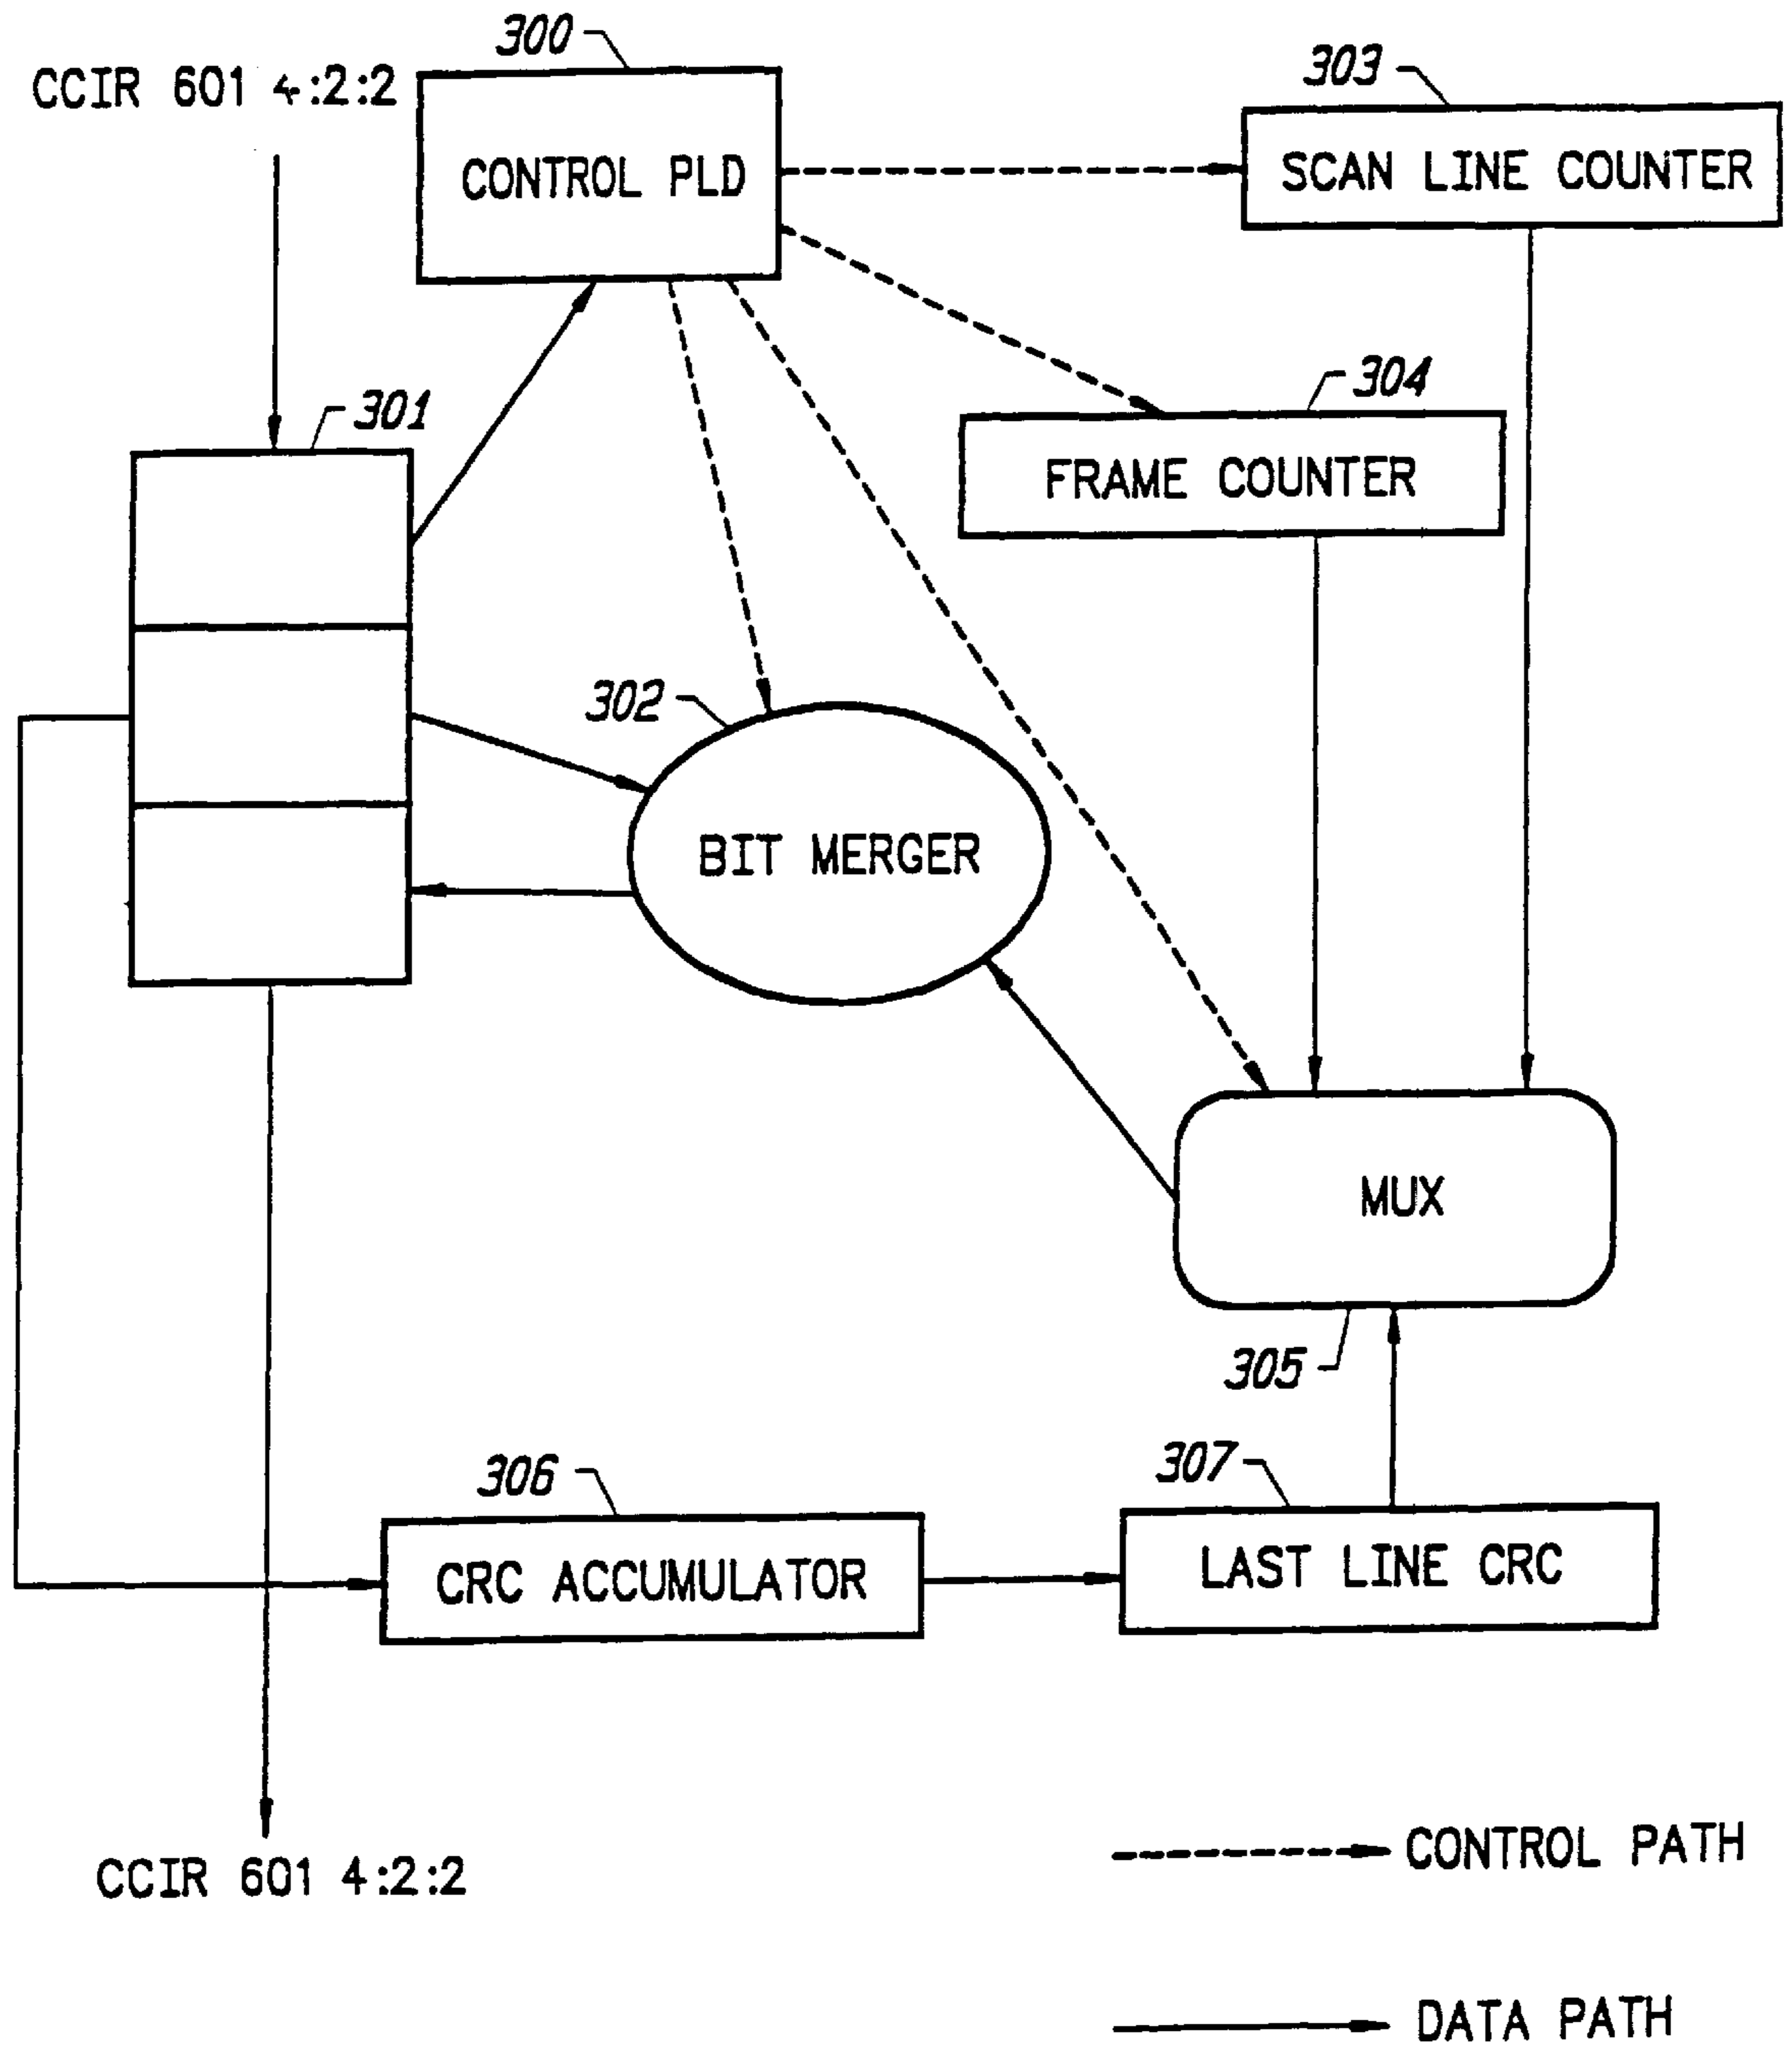 300
CCIR 601 4:2:2
CONTROL PLD
303
SCAN LINE COUNTER
304
FRAME COUNTER
301
302
BIT MERGER
MUX
305
306
CRC ACCUMULATOR
307
LAST LINE CRC
CONTROL PATH
CCIR 601 4:2:2
DATA PATH